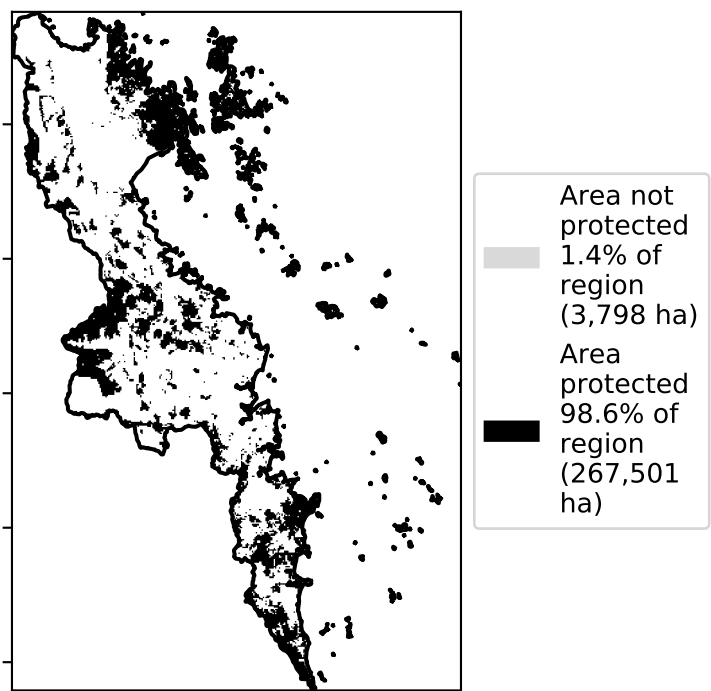 Area not
protected
1.4% of
region
(3,798 ha)
Area
protected
98.6% of
region
(267,501
ha)